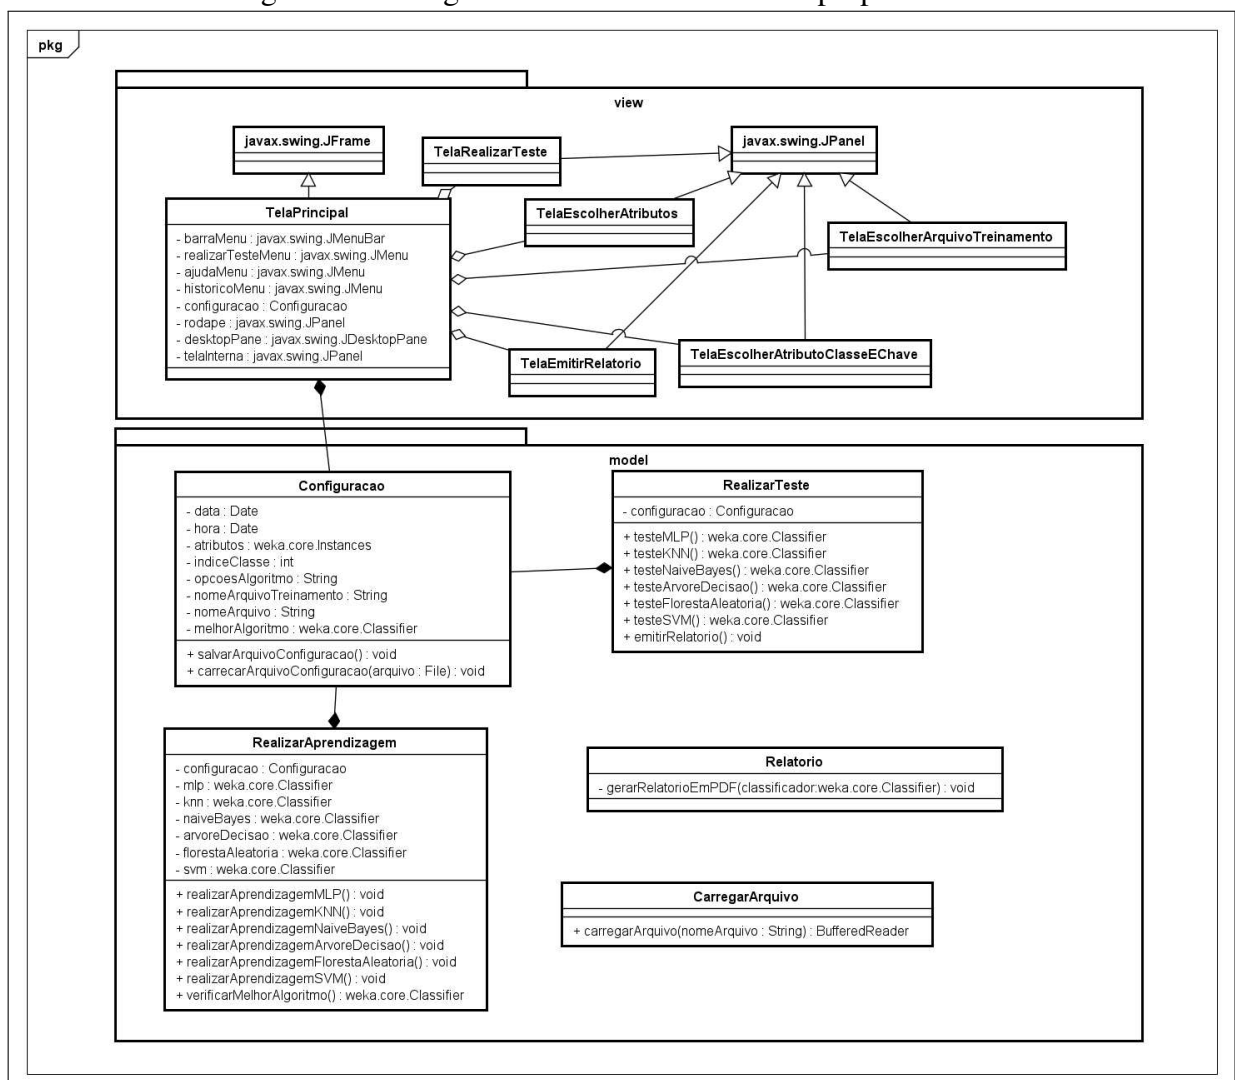 pkg
view
javax.swing.JFrame
TelaRealizarTeste
javax.swing.JPanel
TelaPrincipal
- barraMenu : javax.swing.JMenuBar
- realizarTesteMenu : javax.swing.JMenu
- ajudaMenu : javax.swing.JMenu
- historicoMenu : javax.swing.JMenu
- configuracao : Configuracao
- rodape : javax.swing.JPanel
- desktopPane : javax.swing.JDesktopPane
- telaInterna : javax.swing.JPanel
TelaEscolherAtributos
TelaEscolherArquivoTreinamento
TelaEmitirRelatorio
TelaEscolherAtributoClasseEChave
model
Configuracao
- data : Date
- hora : Date
- atributos : weka.core.Instances
- indiceClasse : int
- opcoesAlgoritmo : String
- nomeArquivoTreinamento : String
- nomeArquivo : String
- melhorAlgoritmo : weka.core.Classifier
+ salvarArquivoConfiguracao() : void
+ carrecarArquivoConfiguracao(arquivo : File) : void
RealizarTeste
- configuracao : Configuracao
+ testeMLP() : weka.core.Classifier
+ testeKNN() : weka.core.Classifier
+ testeNaiveBayes() : weka.core.Classifier
+ testeArvoreDecisao() : weka.core.Classifier
+ testeFlorestaAleatoria() : weka.core.Classifier
+ testeSVM() : weka.core.Classifier
+ emitirRelatorio() : void
RealizarAprendizagem
- configuracao : Configuracao
- mlp : weka.core.Classifier
- knn : weka.core.Classifier
- naiveBayes : weka.core.Classifier
- arvoreDecisao : weka.core.Classifier
- florestaAleatoria : weka.core.Classifier
- svm : weka.core.Classifier
+ realizarAprendizagemMLP() : void
+ realizarAprendizagemKNN() : void
+ realizarAprendizagemNaiveBayes() : void
+ realizarAprendizagemArvoreDecisao() : void
+ realizarAprendizagemFlorestaAleatoria() : void
+ realizarAprendizagemSVM() : void
+ verificarMelhorAlgoritmo() : weka.core.Classifier
Relatorio
- gerarRelatorioEmPDF(classificador:weka.core.Classifier) : void
CarregarArquivo
+ carregarArquivo(nomeArquivo : String) : BufferedReader